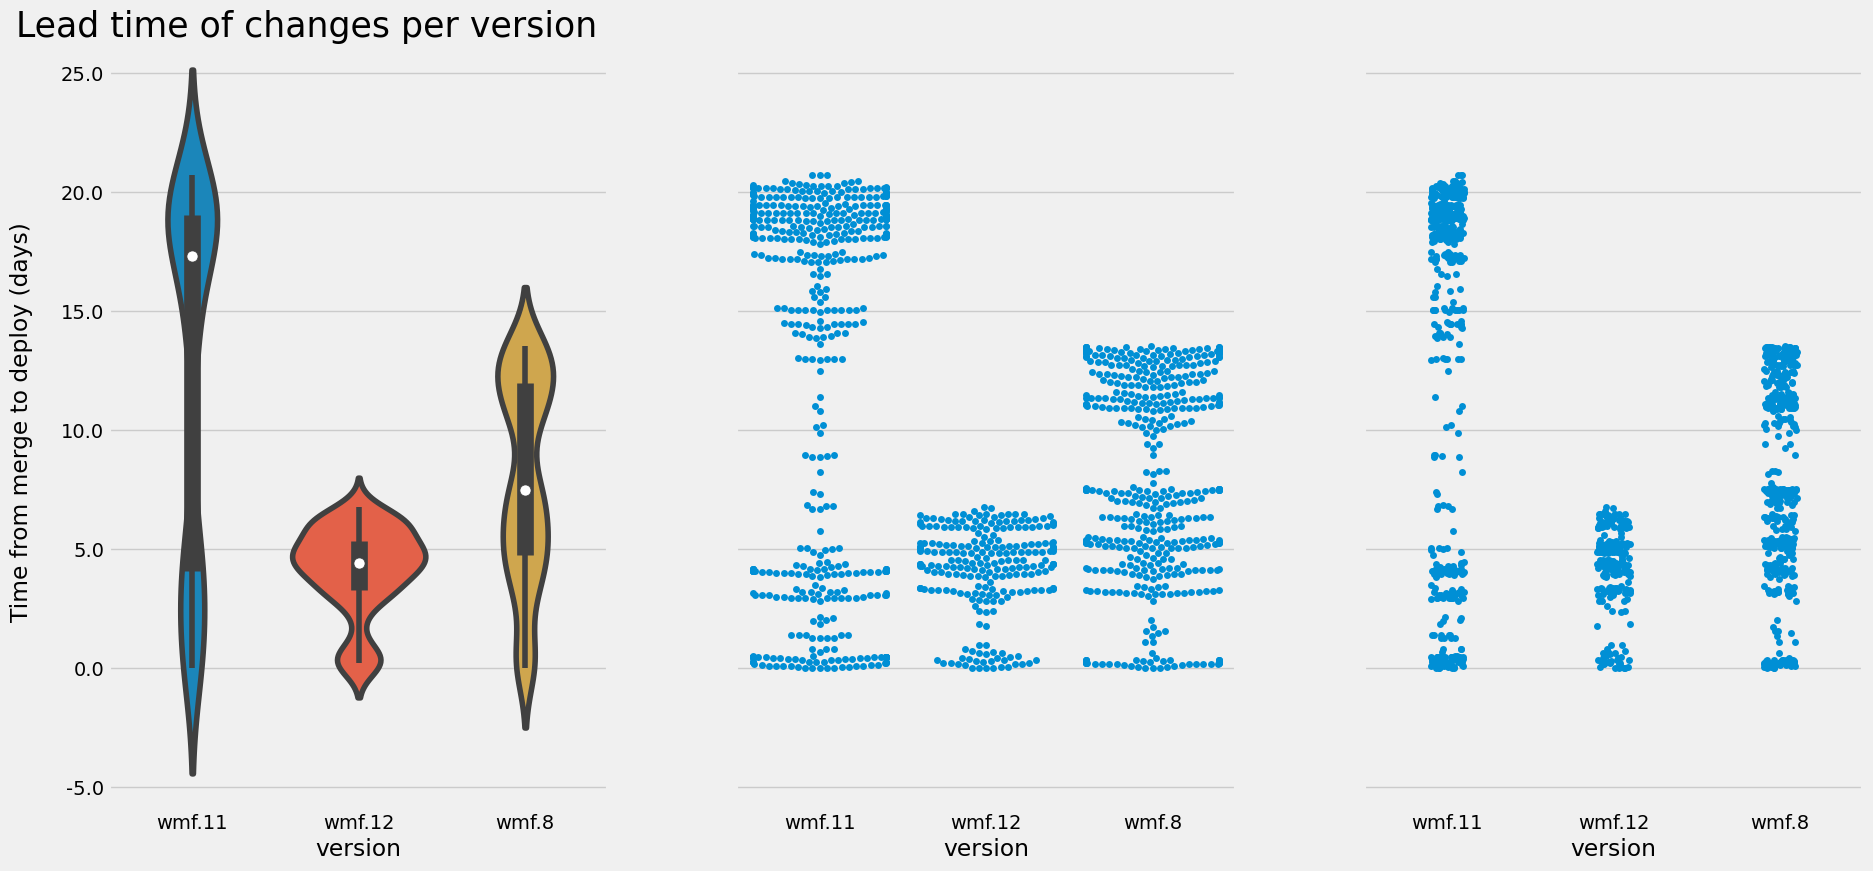 Lead time of changes per version
Time from merge to deploy (days)
25.0
20.0
15.0
10.0
5.0
0.0
-5.0
wmf.11 wmf.12 wmf.8
version
wmf.11 wmf.12 wmf.8
version
wmf.11 wmf.12 wmf.8
version